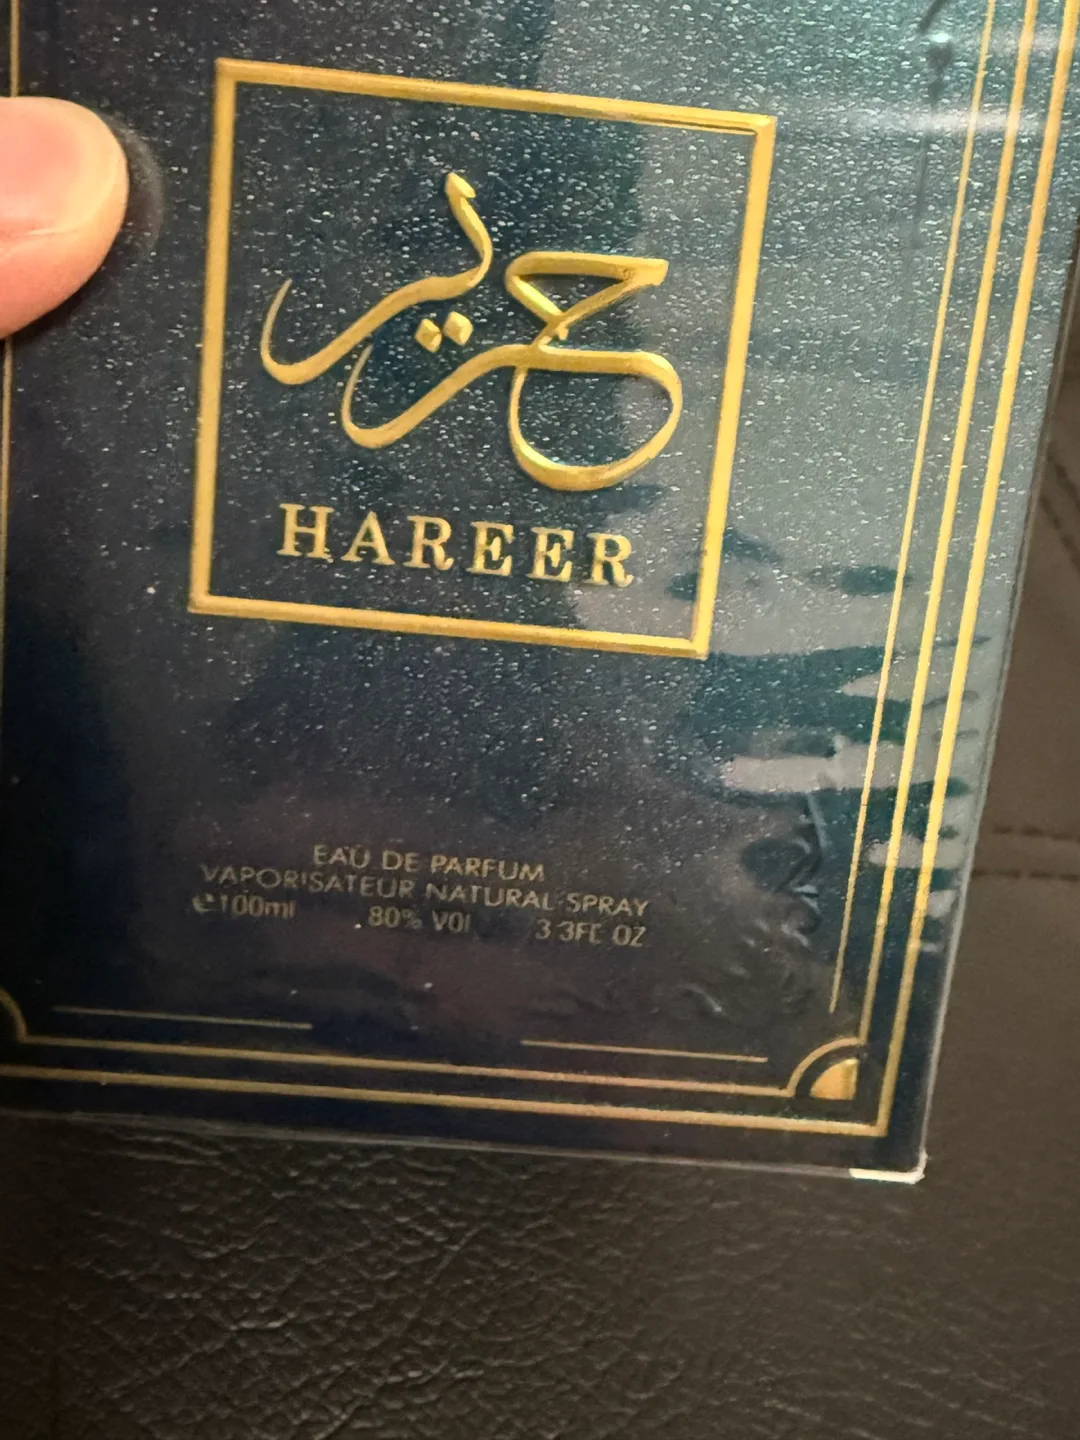 حرير
HAREER
EAU DE PARFUM
VAPORISATEUR NATURAL SPRAY
e100ml 80% VOl 3.3FL OZ